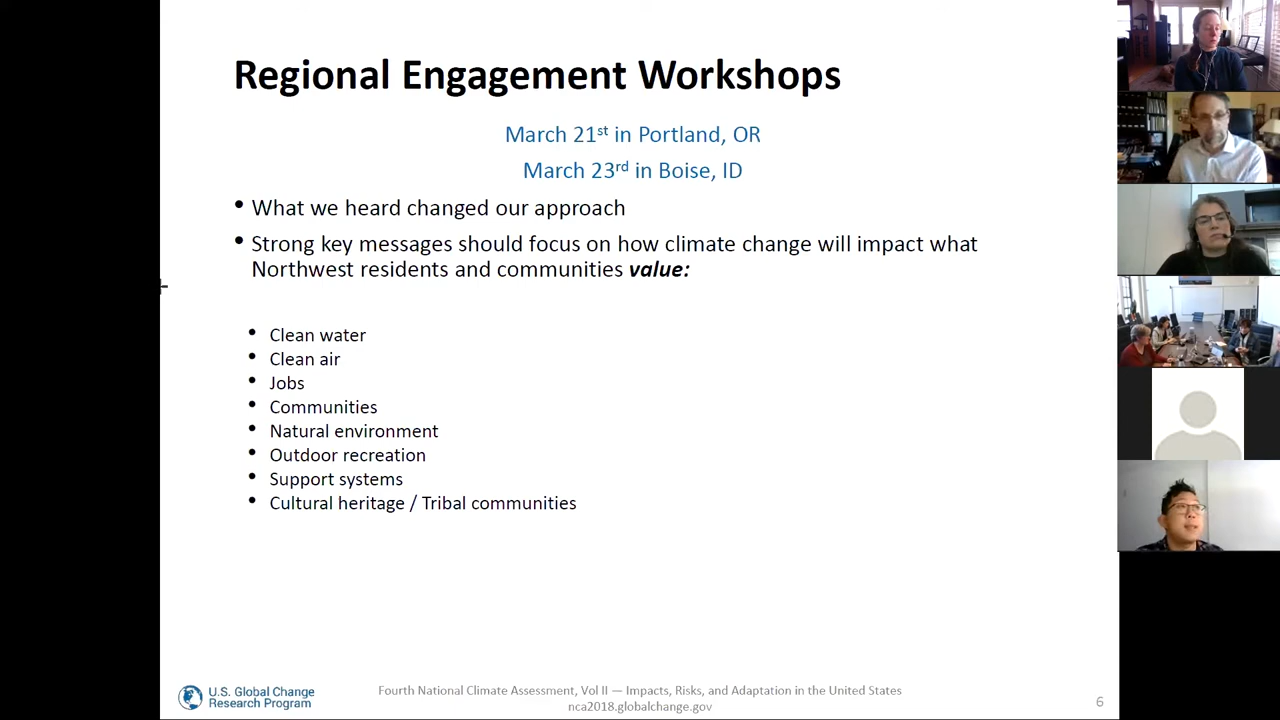 Regional Engagement Workshops
March 21st in Portland, OR
March 23rd in Boise, ID
• What we heard changed our approach
• Strong key messages should focus on how climate change will impact what
Northwest residents and communities value:
• Clean water
• Clean air
• Jobs
• Communities
• Natural environment
• Outdoor recreation
• Support systems
• Cultural heritage / Tribal communities
U.S. Global Change
Research Program
Fourth National Climate Assessment, Vol II — Impacts, Risks, and Adaptation in the United States
nca2018.globalchange.gov
6